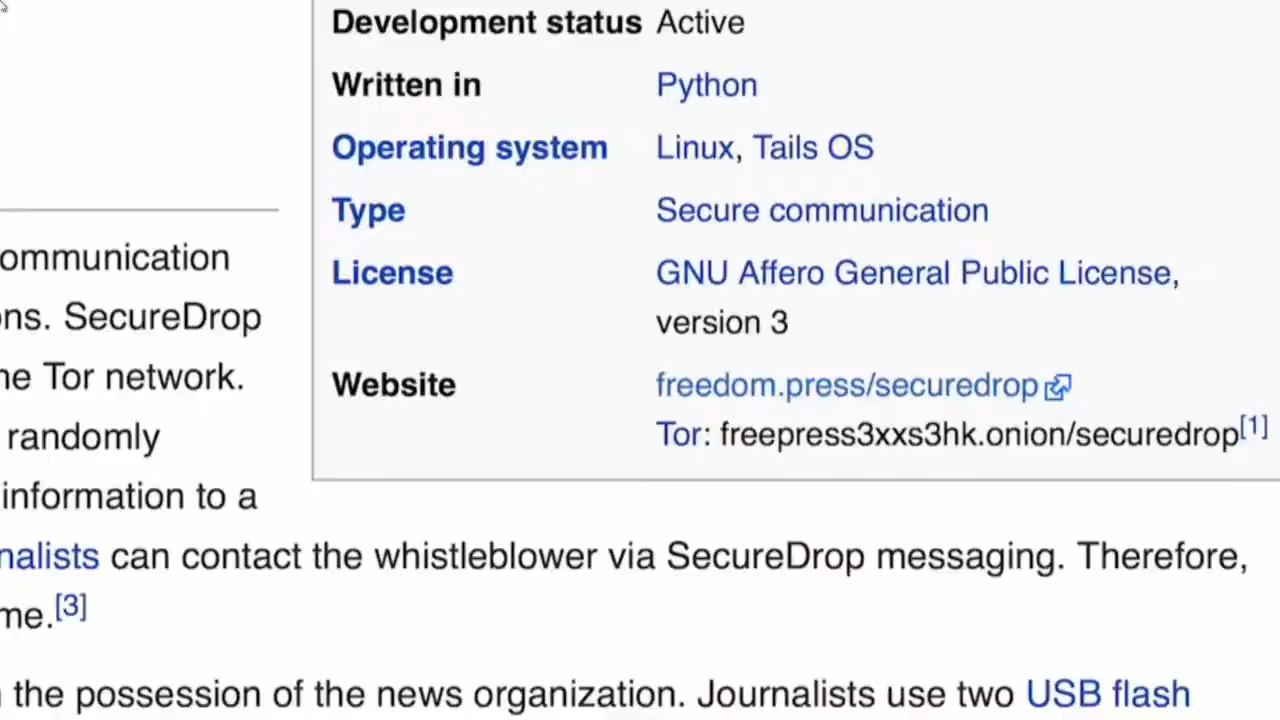 Development status Active
Written in Python
Operating system Linux, Tails OS
Type Secure communication
License GNU Affero General Public License,
version 3
Website freedom.press/securedrop
Tor: freepress3xxs3hk.onion/securedrop[1]
ommunication
ns. SecureDrop
e Tor network.
randomly
information to a
nalists can contact the whistleblower via SecureDrop messaging. Therefore,
me.[3]
the possession of the news organization. Journalists use two USB flash